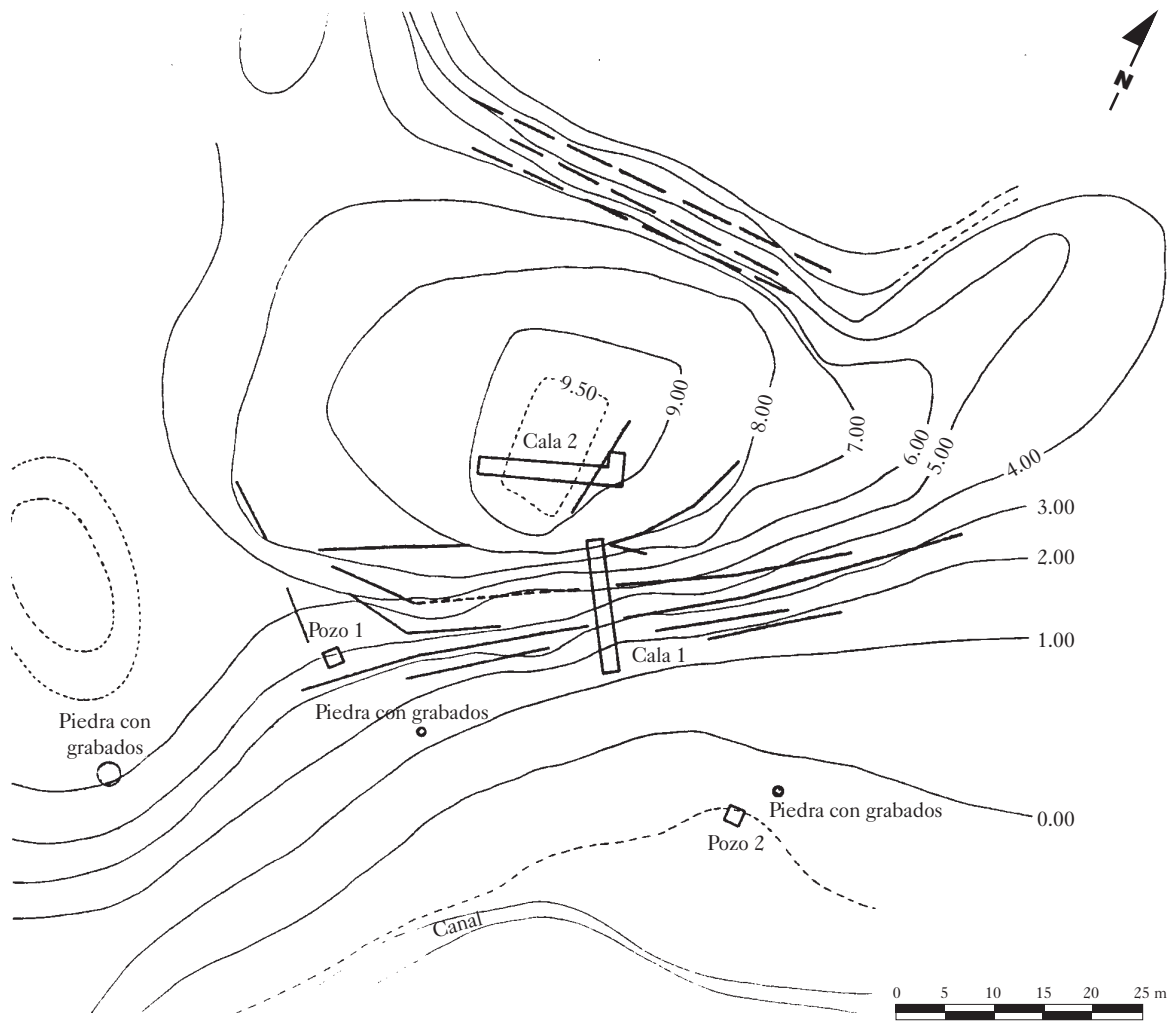 N
9.50
9.00
8.00
7.00
6.00
5.00
4.00
3.00
2.00
1.00
0.00
Cala 2
Pozo 1
Cala 1
Piedra con grabados
Piedra con
grabados
Piedra con grabados
Pozo 2
Canal
0 5 10 15 20 25 m